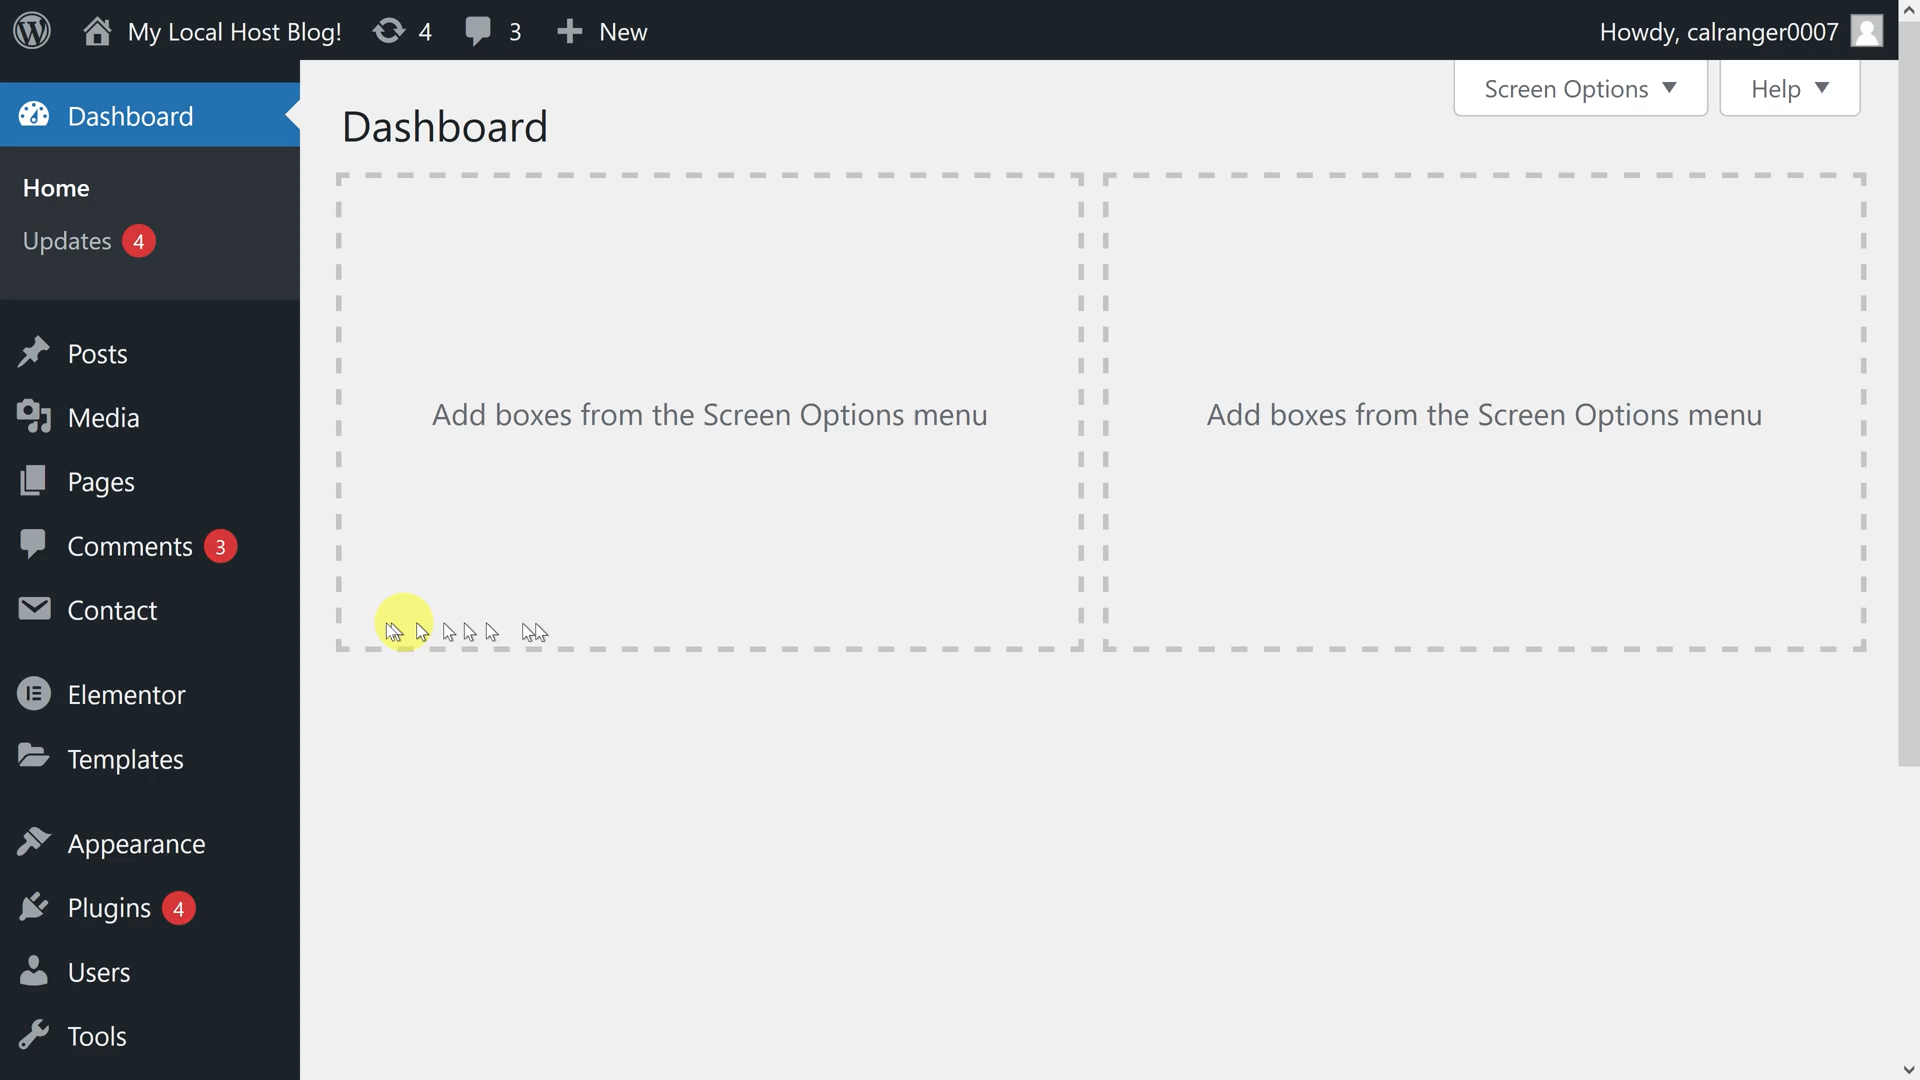 My Local Host Blog! 4 3 New Howdy, calranger0007
Screen Options Help
Dashboard
Dashboard
Home
Updates 4
Posts
Media
Pages
Comments 3
Contact
Elementor
Templates
Appearance
Plugins 4
Users
Tools
Add boxes from the Screen Options menu
Add boxes from the Screen Options menu